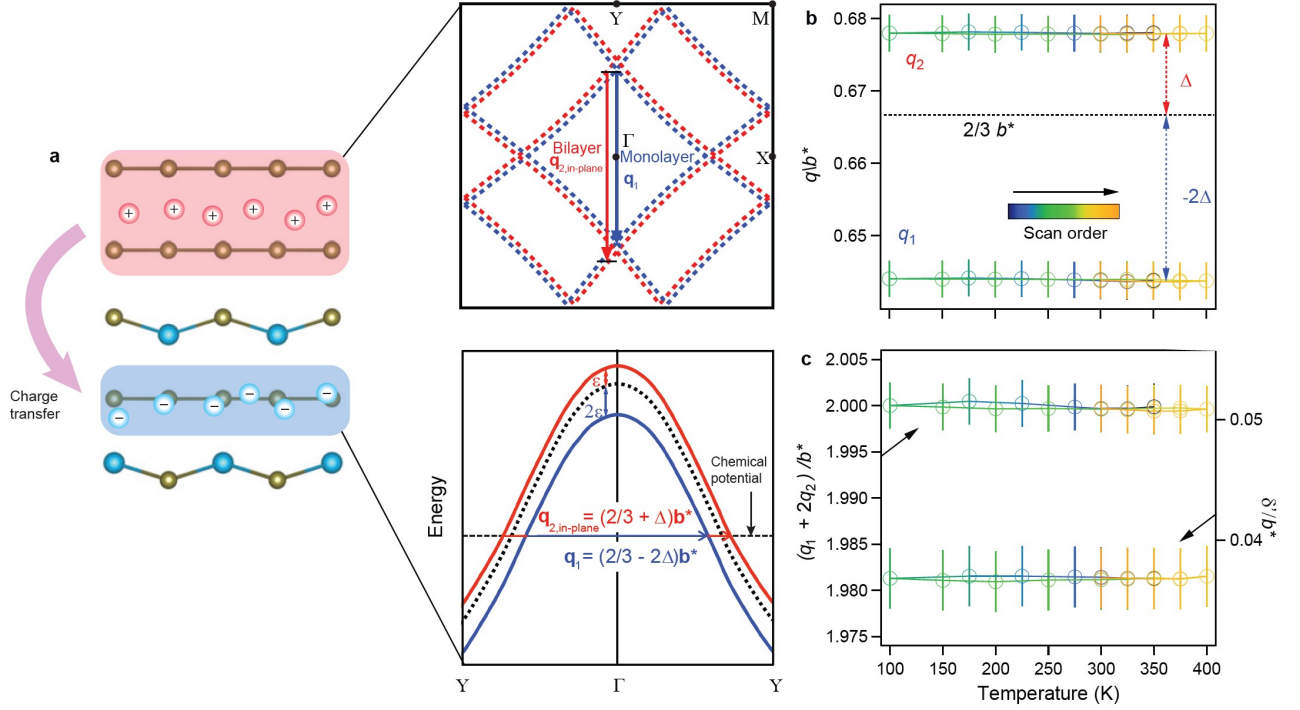 a
+ + + + + +
− − − − − −
Charge
transfer
Y
M
Γ
X
Bilayer
q2,in-plane
Monolayer
q1
Energy
ε
2ε
Chemical
potential
q2,in-plane = (2/3 + Δ)b*
q1 = (2/3 - 2Δ)b*
Y
Γ
Y
b
q\b*
0.68
0.67
0.66
0.65
q2
Δ
2/3 b*
-2Δ
q1
Scan order
c
(q1 + 2q2) /b*
2.005
2.000
1.995
1.990
1.985
1.980
1.975
0.05
0.04
δ'/b*
100
150
200
250
300
350
400
Temperature (K)